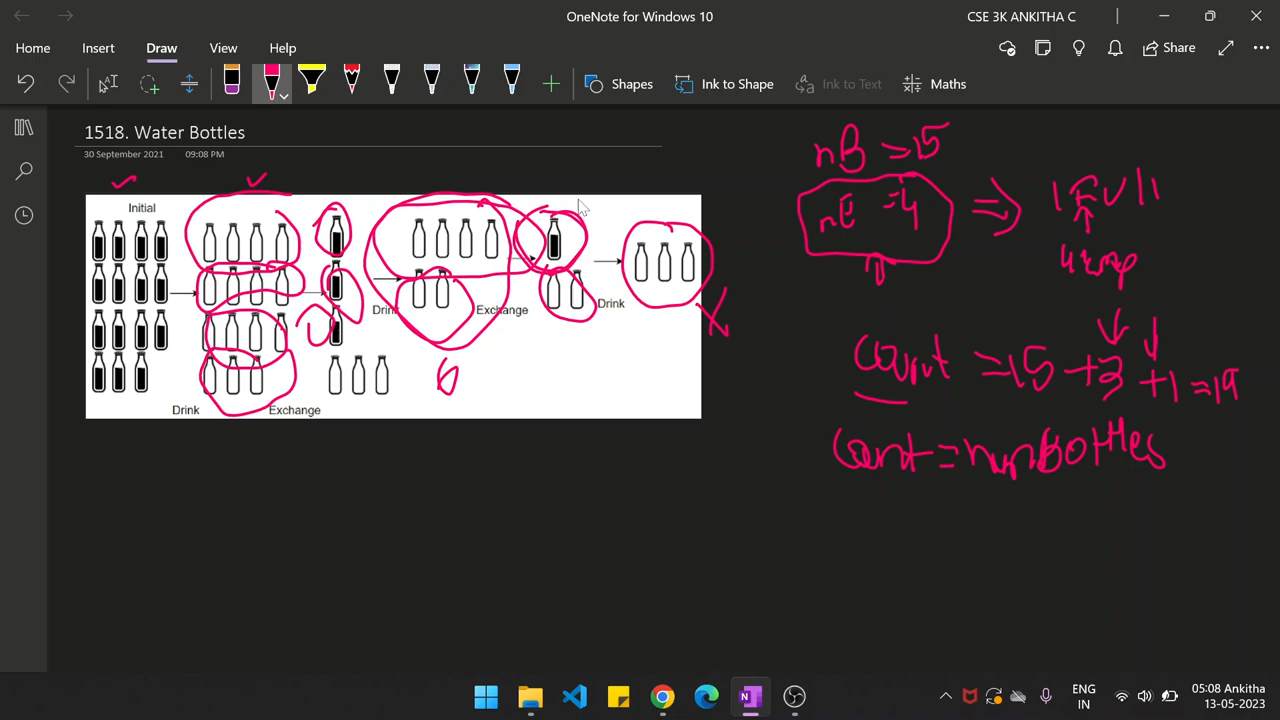 OneNote for Windows 10
CSE 3K ANKITHA C
Home Insert Draw View Help
Share
Shapes
Ink to Shape
Ink to Text
Maths
1518. Water Bottles
30 September 2021 09:08 PM
Initial
Drink
Exchange
Drink
Exchange
Drink
6
nB = 15
nE = 4 => 1 Full
4 emp
count = 15 + 3 + 1 = 19
count = numBottles
ENG
IN
05:08 Ankitha
13-05-2023